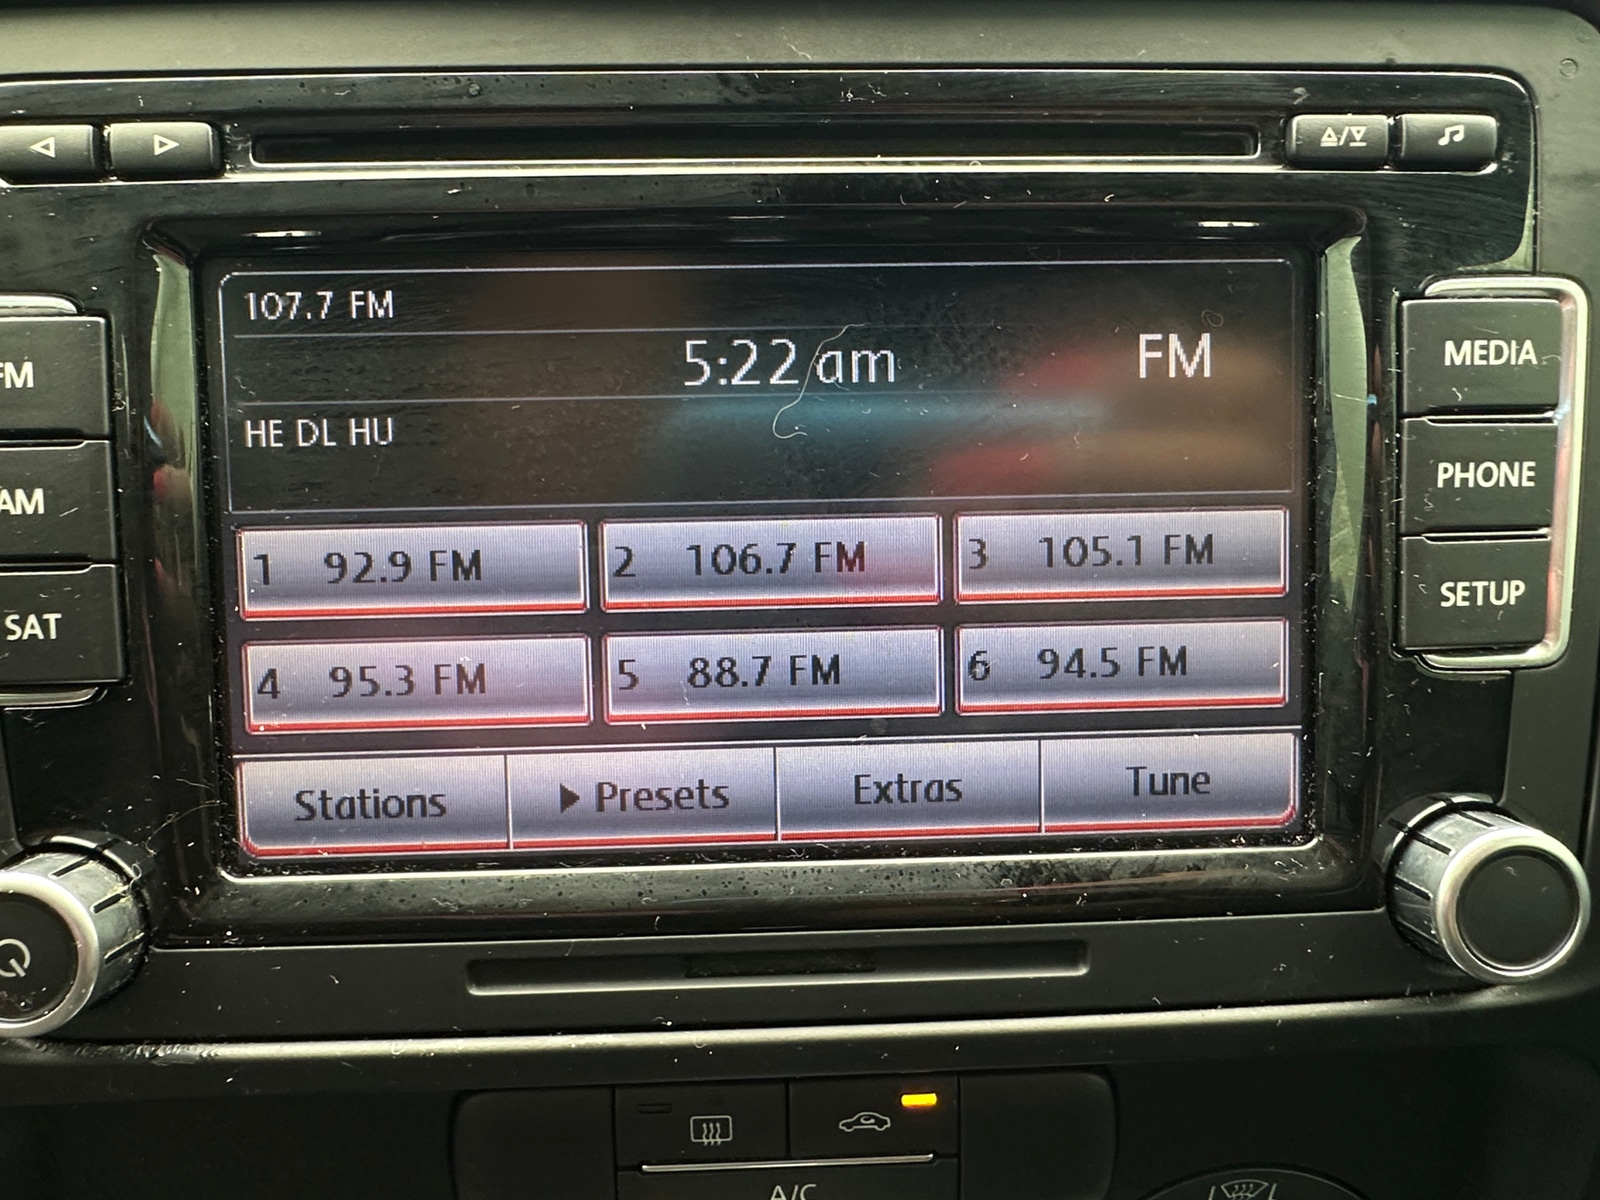 107.7 FM
5:22 am
FM
HE DL HU
1 92.9 FM
2 106.7 FM
3 105.1 FM
4 95.3 FM
5 88.7 FM
6 94.5 FM
Stations
Presets
Extras
Tune
FM
AM
SAT
MEDIA
PHONE
SETUP
A/C